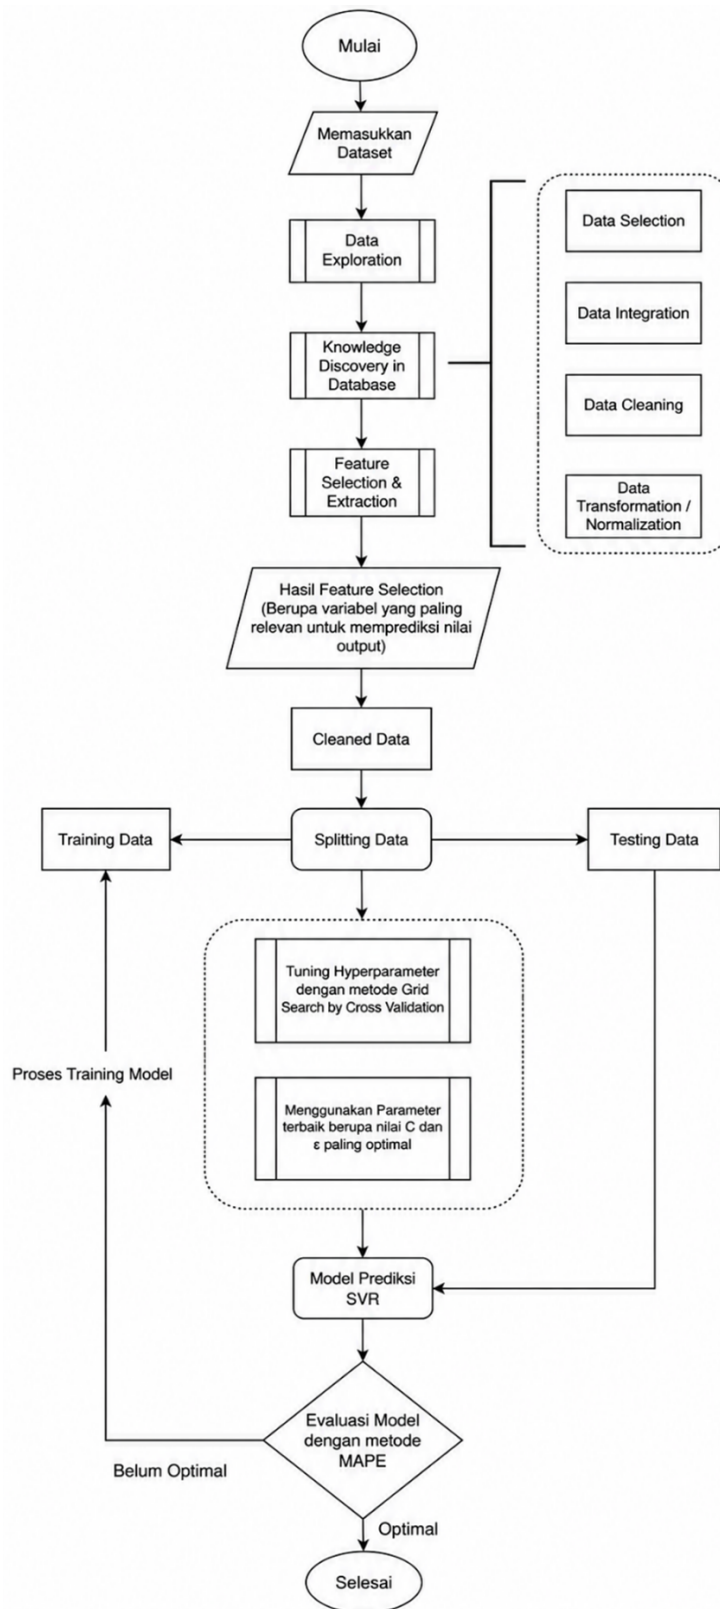 Mulai
Memasukkan
Dataset
Data
Exploration
Knowledge
Discovery in
Database
Feature
Selection &
Extraction
Data Selection
Data Integration
Data Cleaning
Data
Transformation /
Normalization
Hasil Feature Selection
(Berupa variabel yang paling
relevan untuk memprediksi nilai
output)
Cleaned Data
Training Data
Splitting Data
Testing Data
Tuning Hyperparameter
dengan metode Grid
Search by Cross Validation
Proses Training Model
Menggunakan Parameter
terbaik berupa nilai C dan
ε paling optimal
Model Prediksi
SVR
Evaluasi Model
dengan metode
MAPE
Belum Optimal
Optimal
Selesai